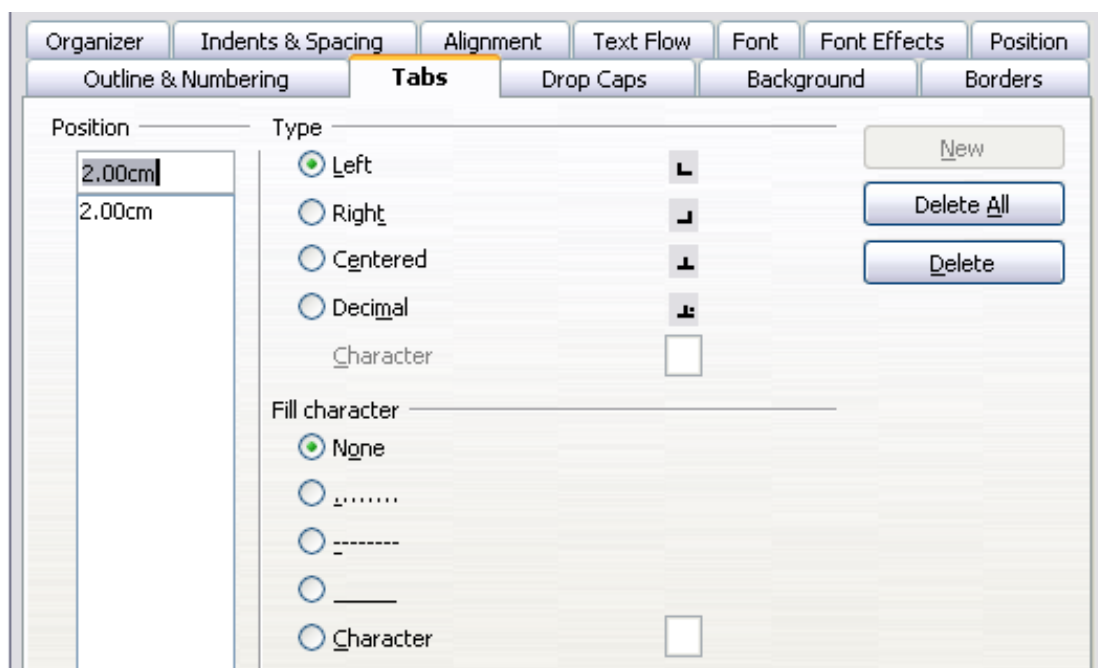 Organizer Indents & Spacing Alignment Text Flow Font Font Effects Position
Outline & Numbering Tabs Drop Caps Background Borders
Position Type
2.00cm Left New
2.00cm Right Delete All
Centered Delete
Decimal
Character
Fill character
None
........
--------
_____
Character